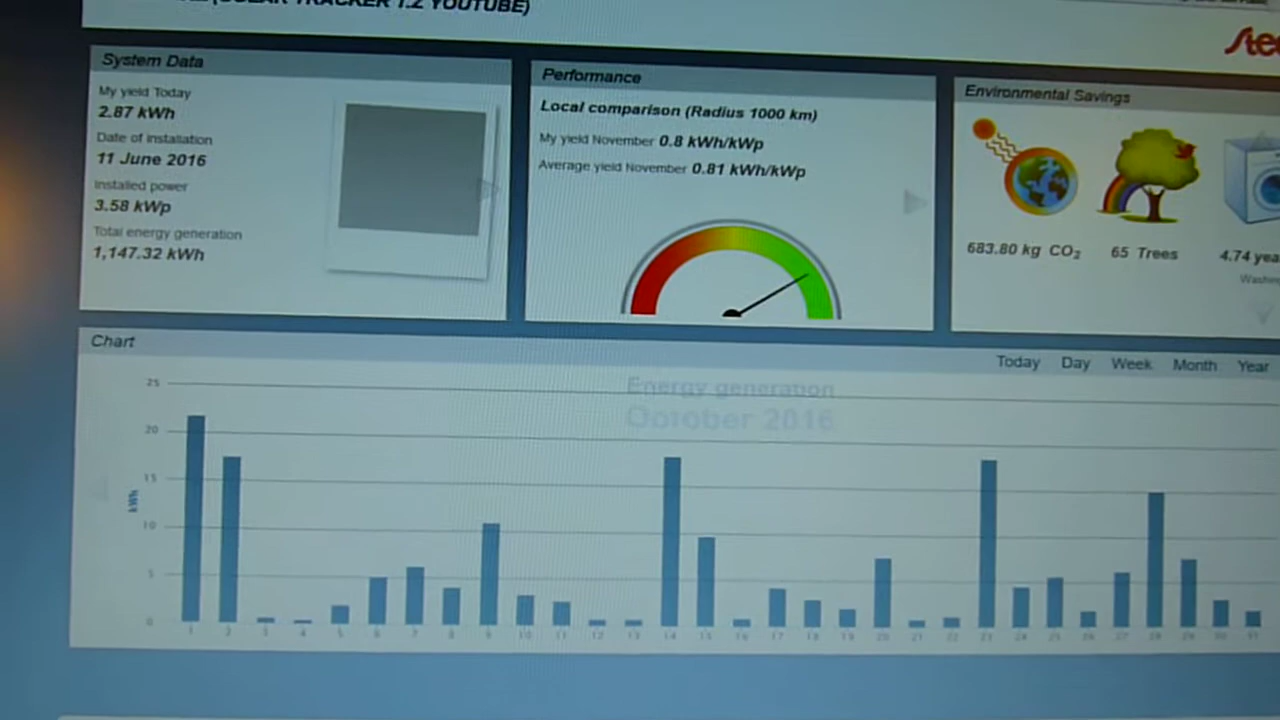 (SOLAR TRACKER 1.2 YOUTUBE)
System Data
My yield Today
2.87 kWh
Date of installation
11 June 2016
Installed power
3.58 kWp
Total energy generation
1,147.32 kWh
Performance
Local comparison (Radius 1000 km)
My yield November 0.8 kWh/kWp
Average yield November 0.81 kWh/kWp
Environmental Savings
683.80 kg CO₂
65 Trees
4.74
Chart
Today Day Week Month Year
Energy generation
October 2016
kWh
25
20
15
10
5
0
1 2 3 4 5 6 7 8 9 10 11 12 13 14 15 16 17 18 19 20 21 22 23 24 25 26 27 28 29 30 31